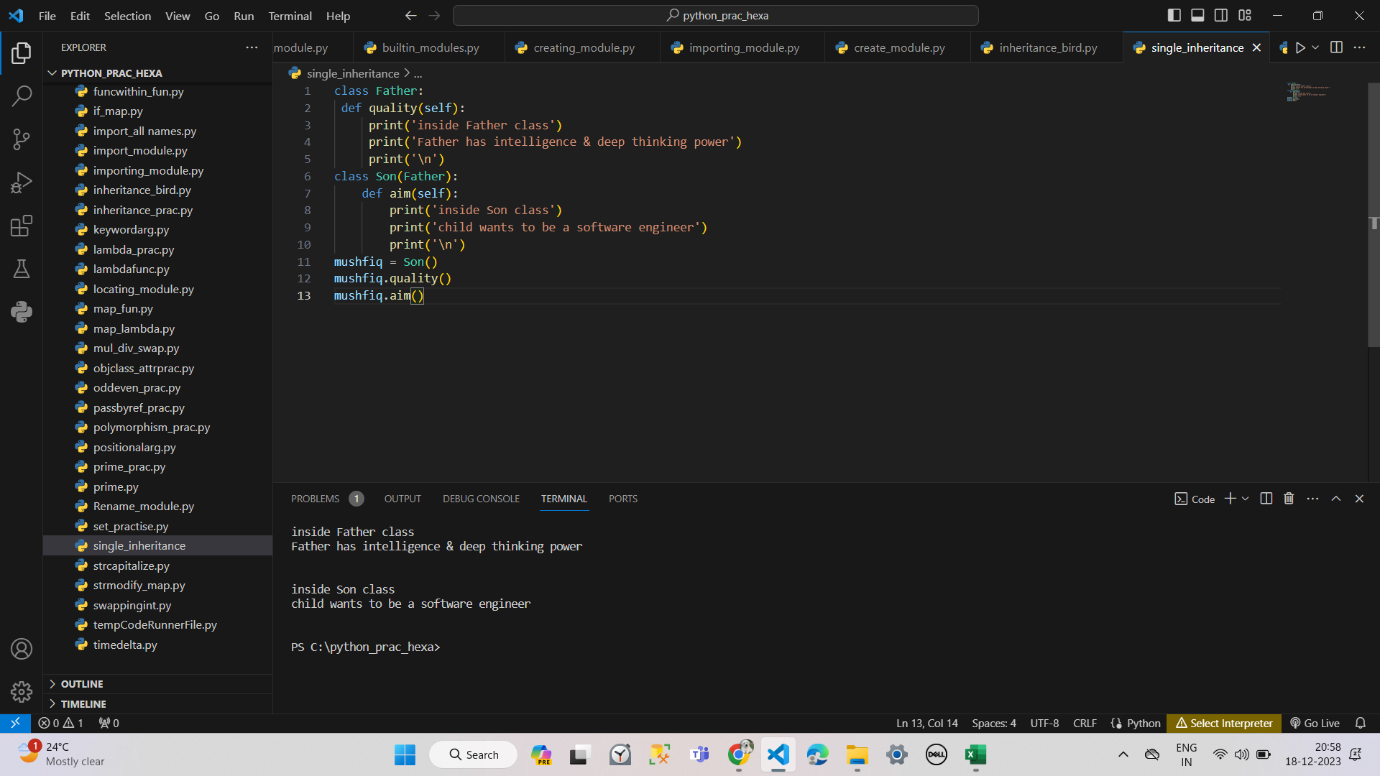 File Edit Selection View Go Run Terminal Help
python_prac_hexa
EXPLORER
PYTHON_PRAC_HEXA
funcwithin_fun.py
if_map.py
import_all names.py
import_module.py
importing_module.py
inheritance_bird.py
inheritance_prac.py
keywordarg.py
lambda_prac.py
lambdafunc.py
locating_module.py
map_fun.py
map_lambda.py
mul_div_swap.py
objclass_attrprac.py
oddeven_prac.py
passbyref_prac.py
polymorphism_prac.py
positionalarg.py
prime_prac.py
prime.py
Rename_module.py
set_practise.py
single_inheritance
strcapitalize.py
strmodify_map.py
swappingint.py
tempCodeRunnerFile.py
timedelta.py
OUTLINE
TIMELINE
module.py builtin_modules.py creating_module.py importing_module.py create_module.py inheritance_bird.py single_inheritance
single_inheritance > ...
1 class Father:
2 def quality(self):
3 print('inside Father class')
4 print('Father has intelligence & deep thinking power')
5 print('\n')
6 class Son(Father):
7 def aim(self):
8 print('inside Son class')
9 print('child wants to be a software engineer')
10 print('\n')
11 mushfiq = Son()
12 mushfiq.quality()
13 mushfiq.aim()
PROBLEMS 1 OUTPUT DEBUG CONSOLE TERMINAL PORTS
Code
inside Father class
Father has intelligence & deep thinking power
inside Son class
child wants to be a software engineer
PS C:\python_prac_hexa>
0 1 0
Ln 13, Col 14 Spaces: 4 UTF-8 CRLF Python Select Interpreter Go Live
1
24°C
Mostly clear
Search
PRE
DELL
ENG
IN
20:58
18-12-2023